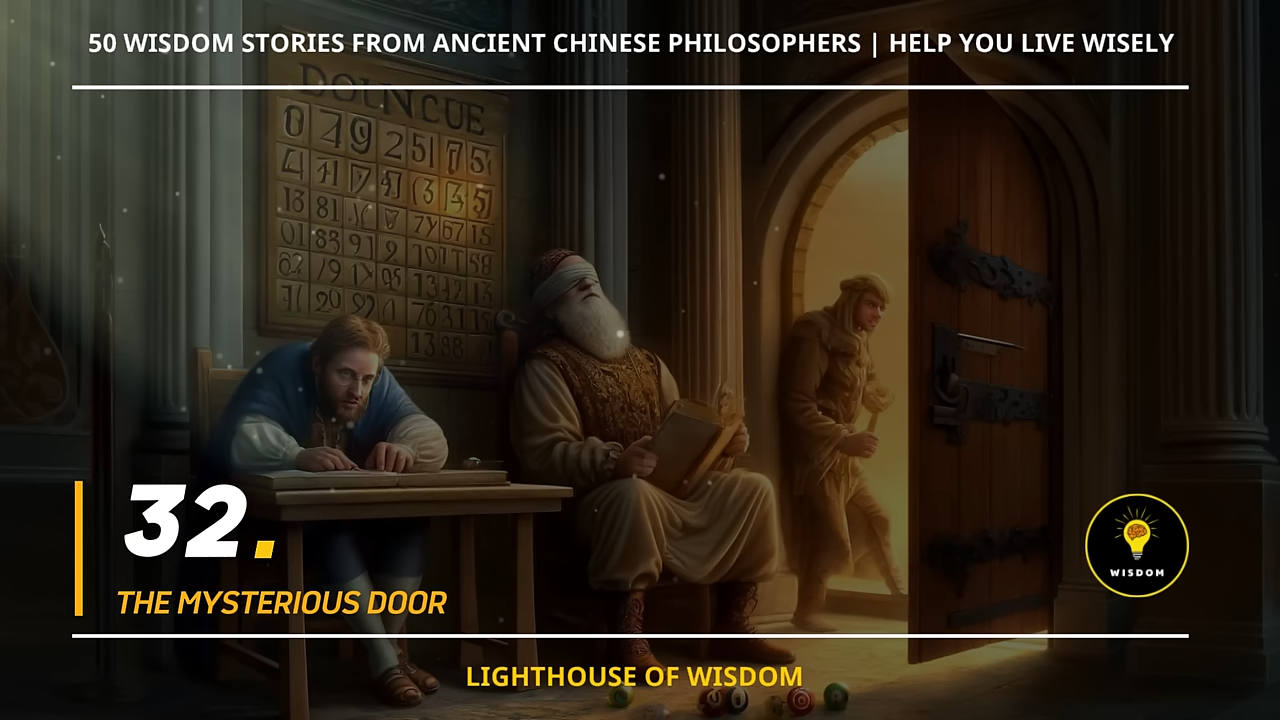 50 WISDOM STORIES FROM ANCIENT CHINESE PHILOSOPHERS | HELP YOU LIVE WISELY
32.
THE MYSTERIOUS DOOR
WISDOM
LIGHTHOUSE OF WISDOM